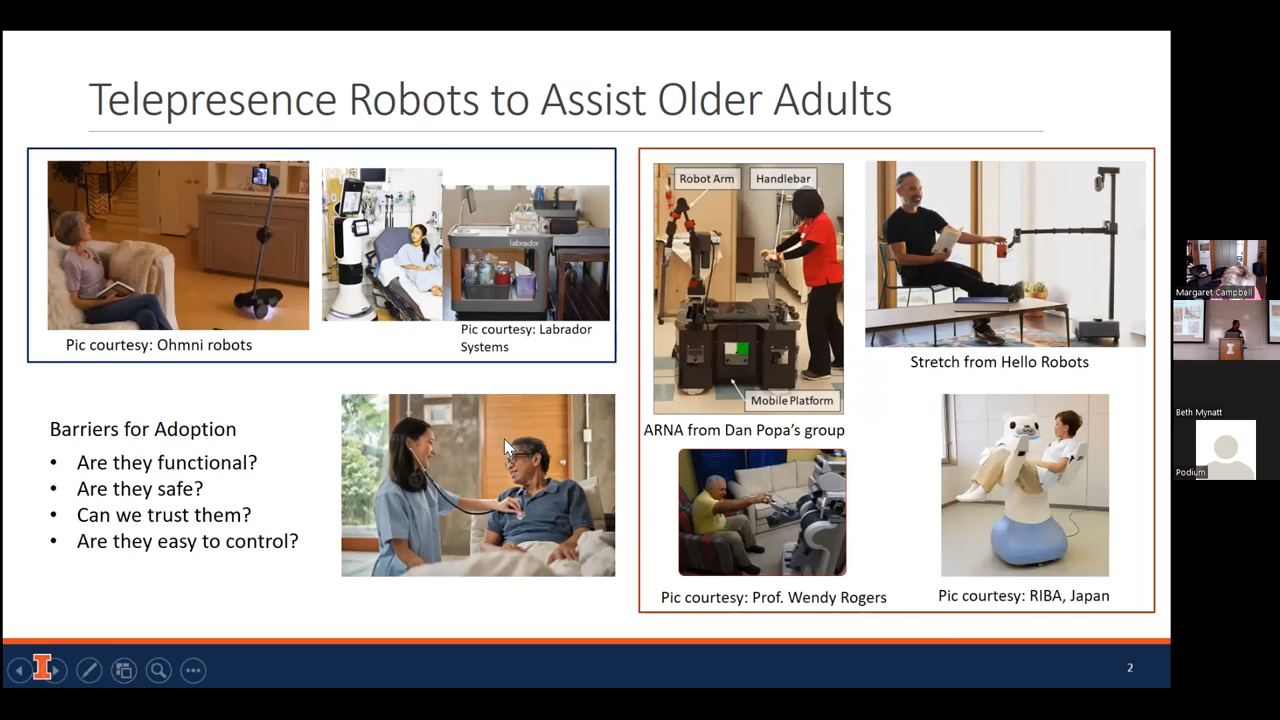 Telepresence Robots to Assist Older Adults
labrador
Pic courtesy: Ohmni robots
Pic courtesy: Labrador
Systems
Barriers for Adoption
• Are they functional?
• Are they safe?
• Can we trust them?
• Are they easy to control?
Robot Arm
Handlebar
Mobile Platform
ARNA from Dan Popa’s group
Stretch from Hello Robots
Pic courtesy: Prof. Wendy Rogers
Pic courtesy: RIBA, Japan
I
2
Margaret Campbell
I
Beth Mynatt
Podium